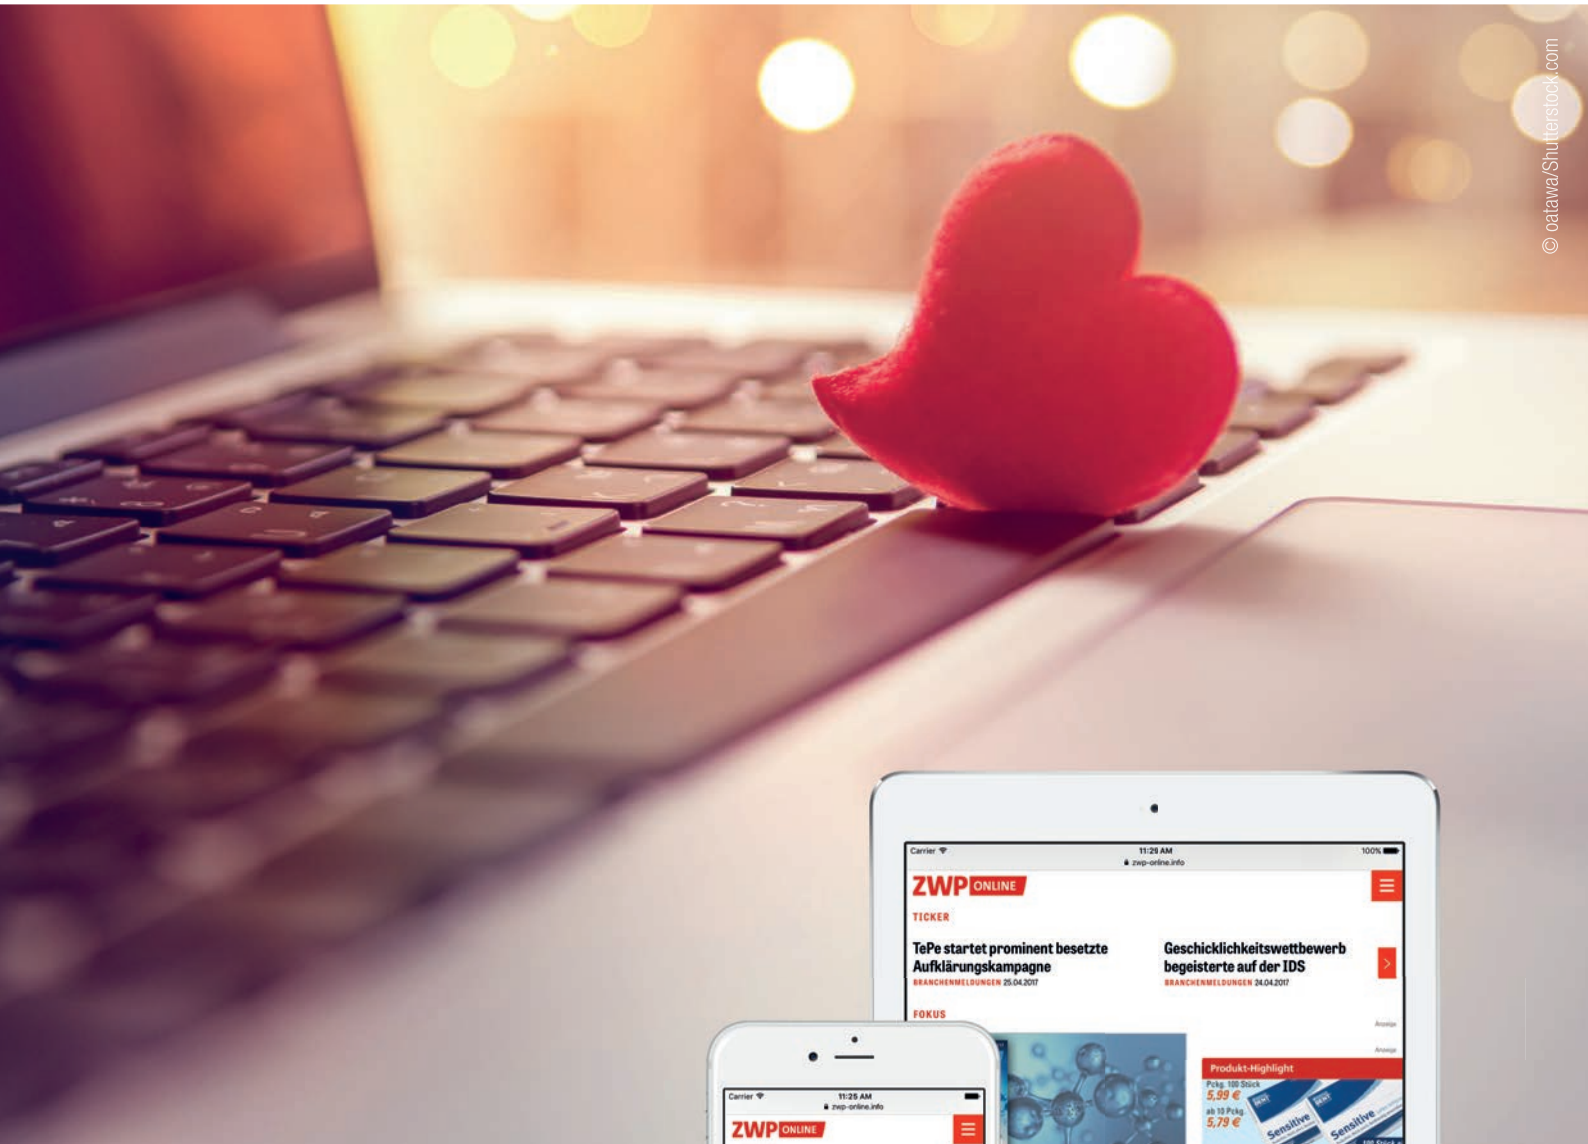 © oatawa/Shutterstock.com
Carrier
11:29 AM
100%
zwp-online.info
ZWP ONLINE
TICKER
TePe startet prominent besetzte
Aufklärungskampagne
BRANCHENMELDUNGEN 25.04.2017
Geschicklichkeitswettbewerb
begeisterte auf der IDS
BRANCHENMELDUNGEN 24.04.2017
FOKUS
Anzeige
Anzeige
Produkt-Highlight
Pckg. 100 Stück
5,99 €
ab 10 Pckg.
5,79 €
Sensitive
Sensitive
Carrier
11:25 AM
zwp-online.info
ZWP ONLINE